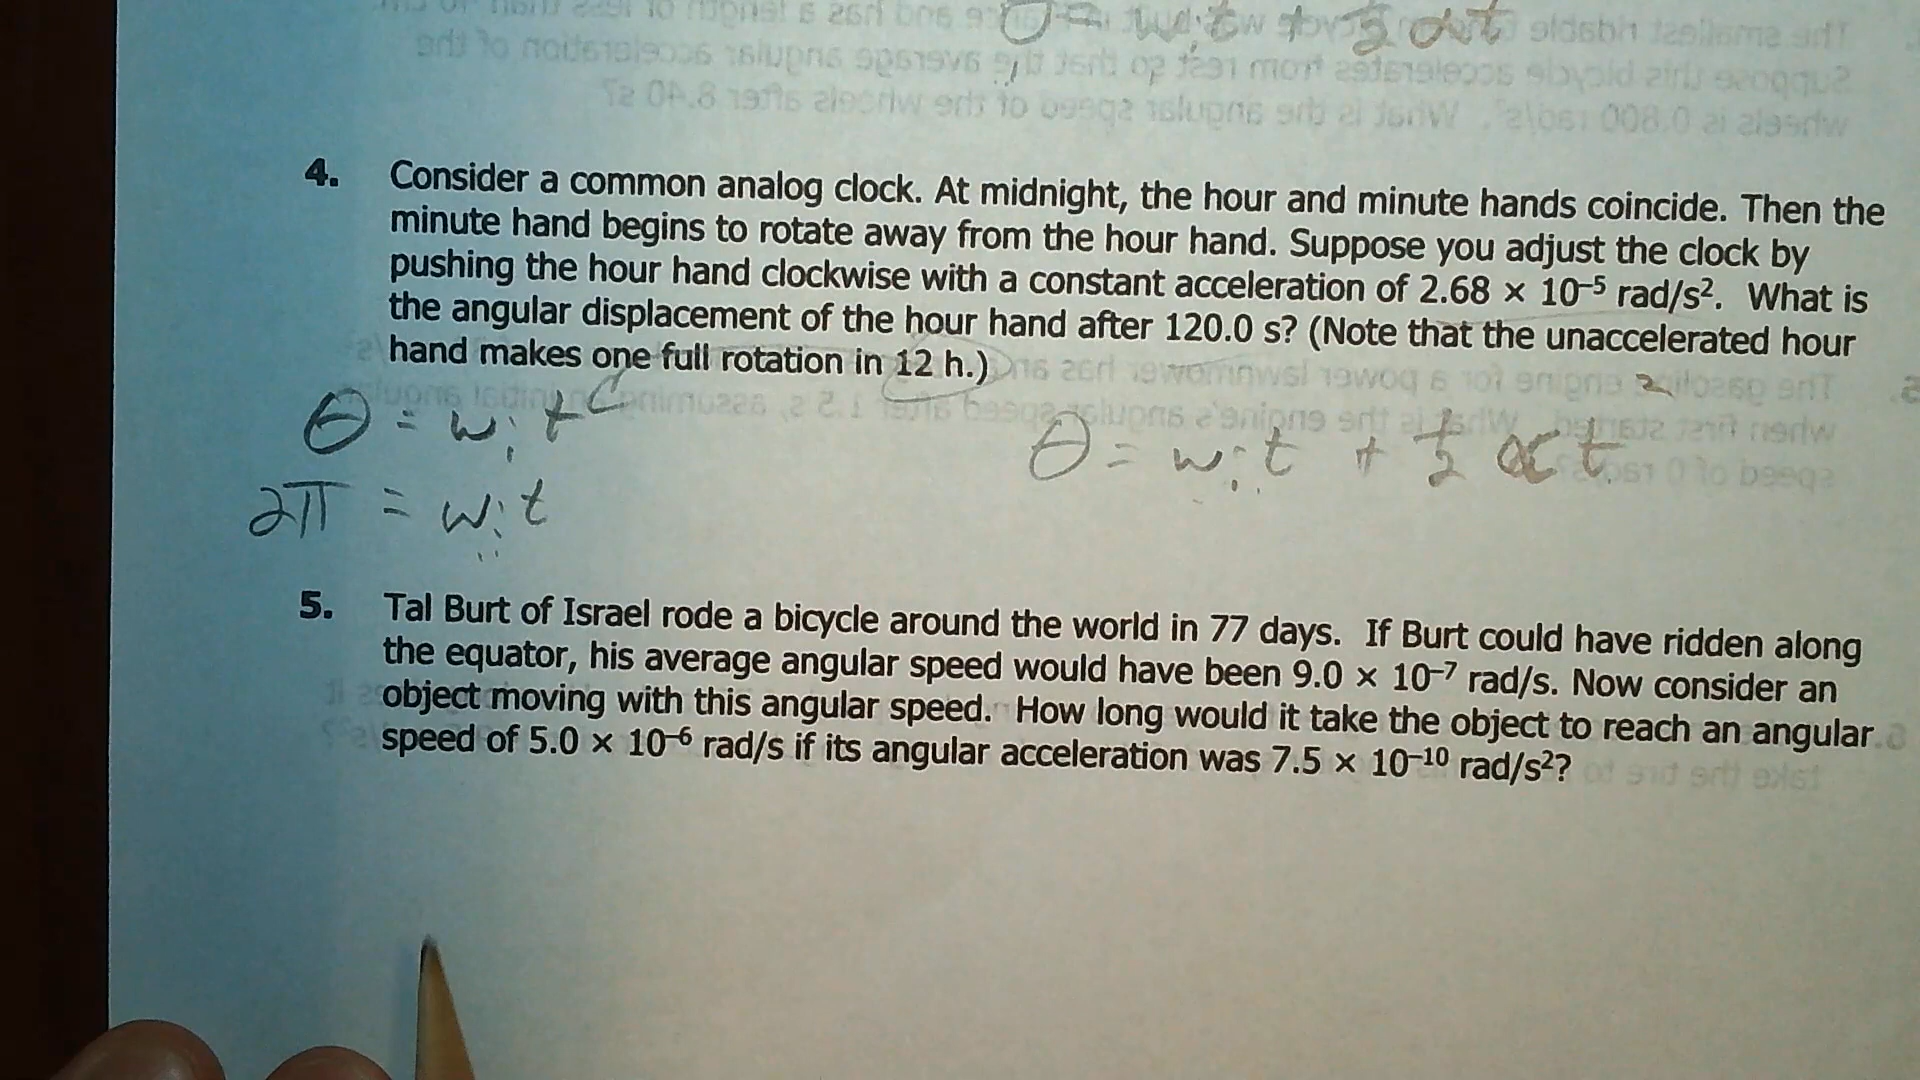 θ = ωᵢt + ½ αt
4. Consider a common analog clock. At midnight, the hour and minute hands coincide. Then the
minute hand begins to rotate away from the hour hand. Suppose you adjust the clock by
pushing the hour hand clockwise with a constant acceleration of 2.68 × 10⁻⁵ rad/s². What is
the angular displacement of the hour hand after 120.0 s? (Note that the unaccelerated hour
hand makes one full rotation in 12 h.)
θ = ωᵢt
θ = ωᵢt + ½ αt²
2π = ωᵢt
5. Tal Burt of Israel rode a bicycle around the world in 77 days. If Burt could have ridden along
the equator, his average angular speed would have been 9.0 × 10⁻⁷ rad/s. Now consider an
object moving with this angular speed. How long would it take the object to reach an angular
speed of 5.0 × 10⁻⁶ rad/s if its angular acceleration was 7.5 × 10⁻¹⁰ rad/s²?